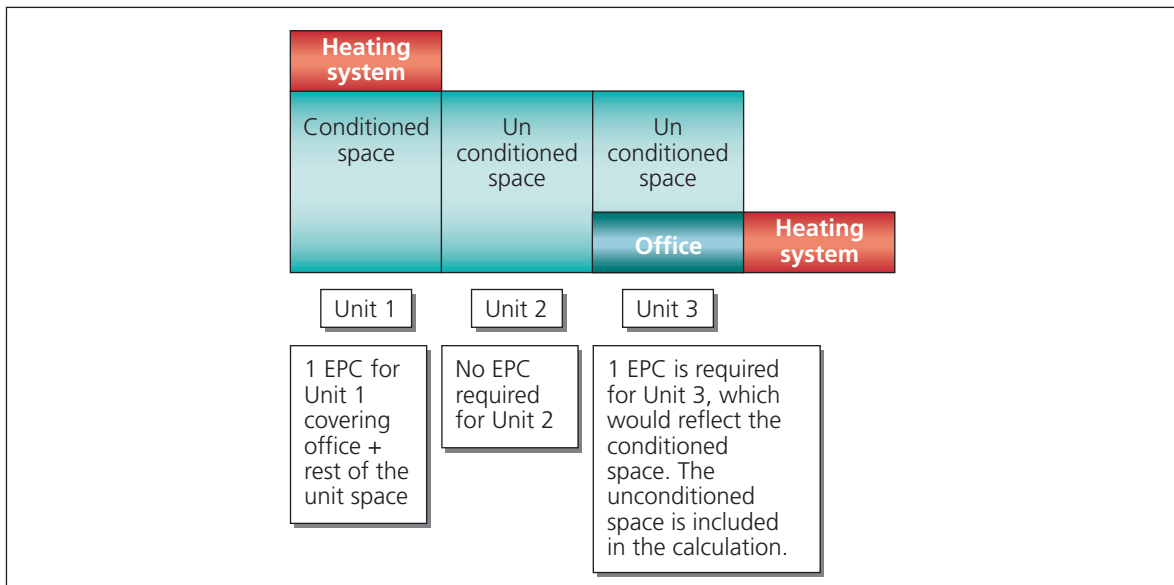 Heating
system
Conditioned
space
Un
conditioned
space
Un
conditioned
space
Office
Heating
system
Unit 1
Unit 2
Unit 3
1 EPC for
Unit 1
covering
office +
rest of the
unit space
No EPC
required
for Unit 2
1 EPC is required
for Unit 3, which
would reflect the
conditioned
space. The
unconditioned
space is included
in the calculation.